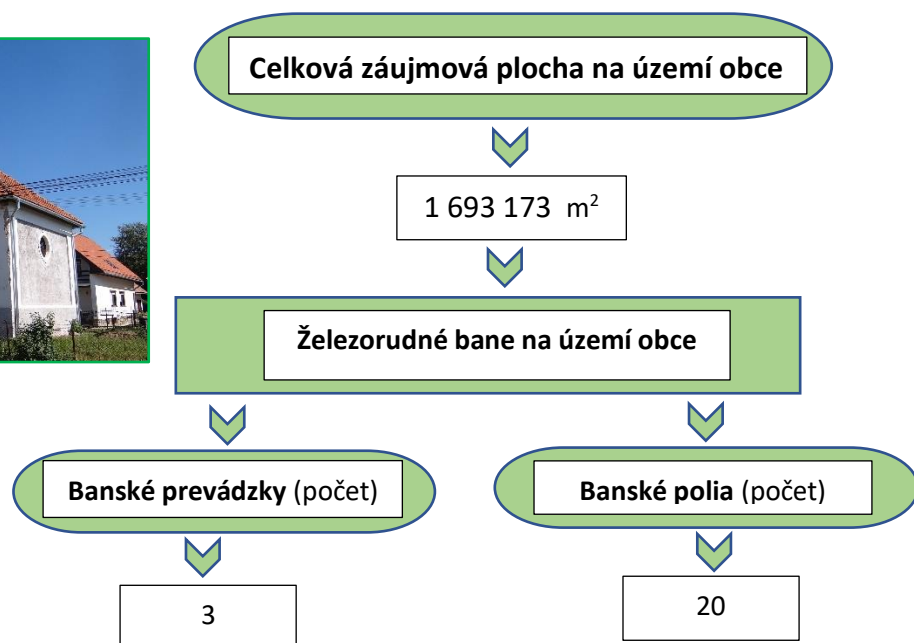 Celková záujmová plocha na území obce
1 693 173 m²
Železorudné bane na území obce
Banské prevádzky (počet)
Banské polia (počet)
3
20